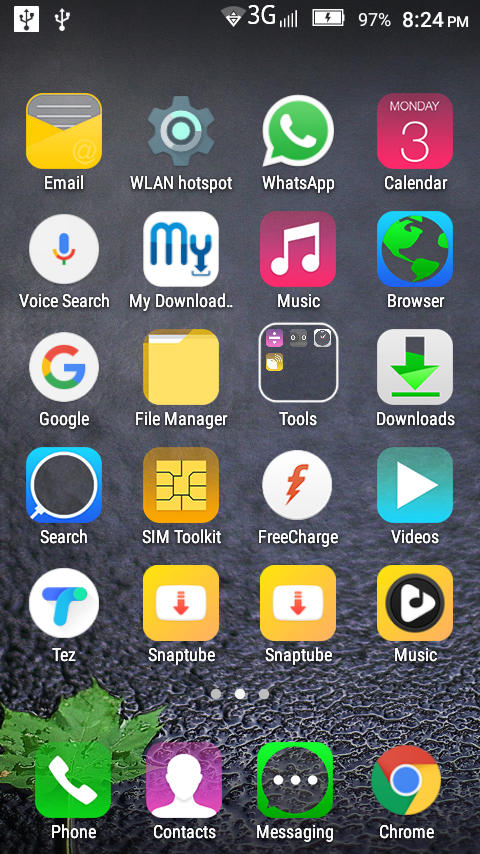 3G 97% 8:24 PM
MONDAY
3
@
Email WLAN hotspot WhatsApp Calendar
My
Voice Search My Download.. Music Browser
G
Google File Manager Tools Downloads
Search SIM Toolkit FreeCharge Videos
Tez Snaptube Snaptube Music
Phone Contacts Messaging Chrome